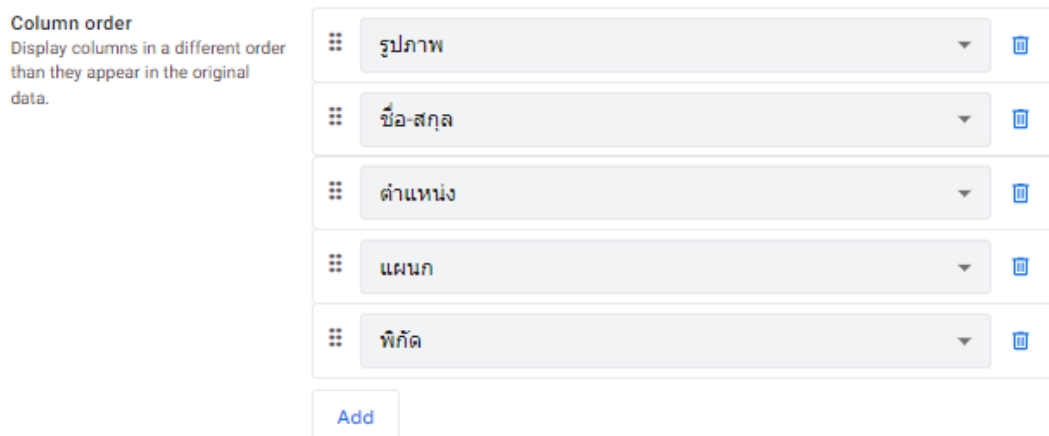 Column order
Display columns in a different order
than they appear in the original
data.
รูปภาพ
ชื่อ-สกุล
ตำแหน่ง
แผนก
พิกัด
Add